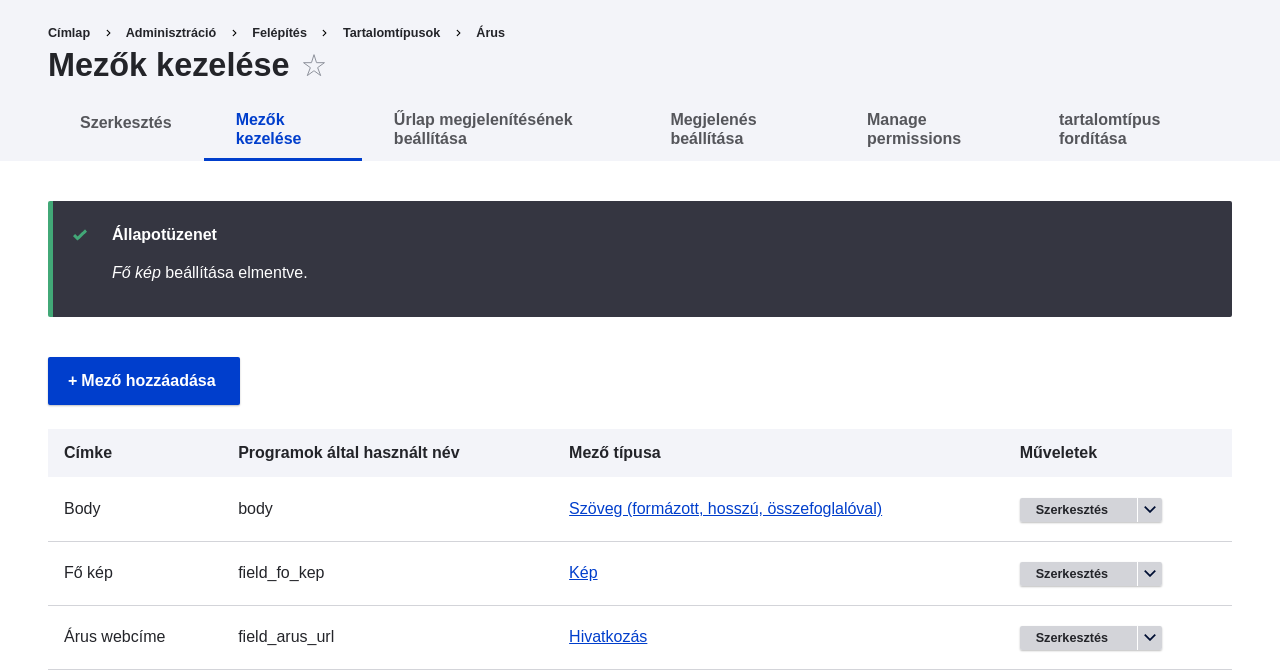 Címlap › Adminisztráció › Felépítés › Tartalomtípusok › Árus
Mezők kezelése ☆
Szerkesztés
Mezők
kezelése
Űrlap megjelenítésének
beállítása
Megjelenés
beállítása
Manage
permissions
tartalomtípus
fordítása
Állapotüzenet
Fő kép beállítása elmentve.
+ Mező hozzáadása
Címke Programok által használt név Mező típusa Műveletek
Body body Szöveg (formázott, hosszú, összefoglalóval) Szerkesztés
Fő kép field_fo_kep Kép Szerkesztés
Árus webcíme field_arus_url Hivatkozás Szerkesztés